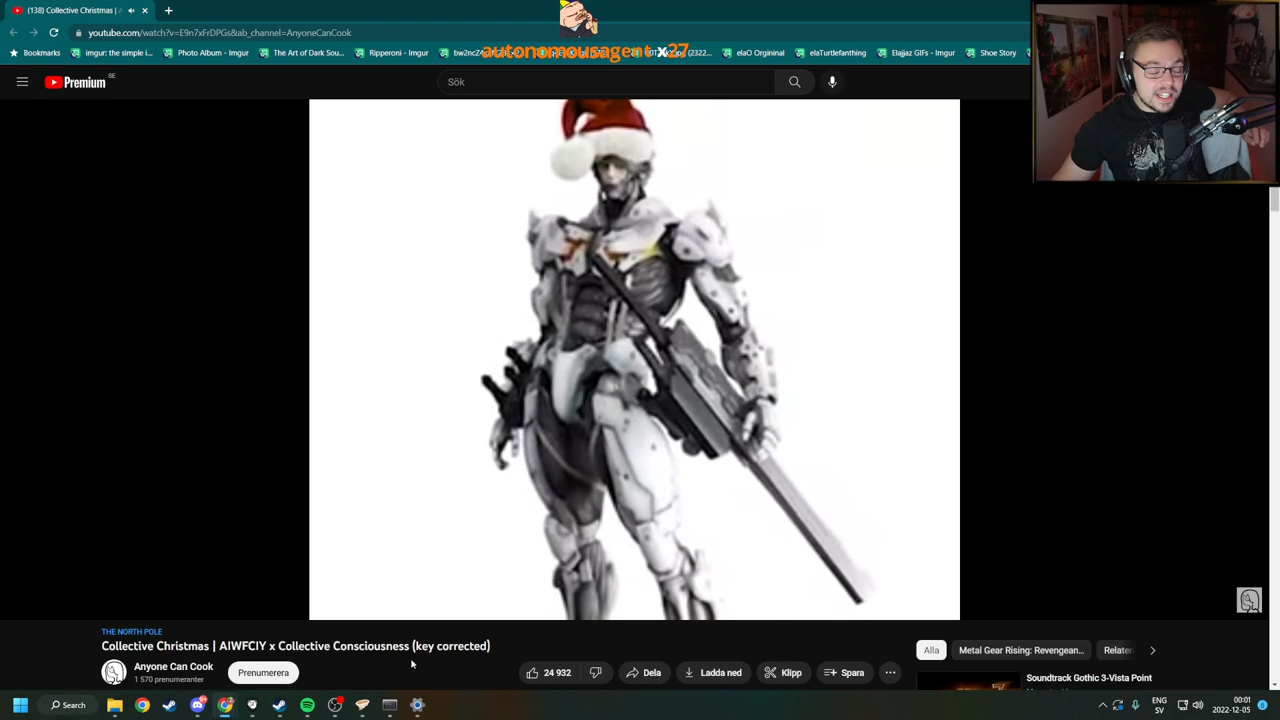 (138) Collective Christmas | A
youtube.com/watch?v=E9n7xFrDPGs&ab_channel=AnyoneCanCook
autonomousagent x27
Bookmarks imgur: the simple i... Photo Album - Imgur The Art of Dark Sou... Ripperoni - Imgur elaO Orgininal elaTurtlefanthing Elajjaz GIFs - Imgur Shoe Story
Premium SE
Sök
THE NORTH POLE
Collective Christmas | AIWFCIY x Collective Consciousness (key corrected)
Anyone Can Cook
1 570 prenumeranter
Prenumerera
24 932
Dela
Ladda ned
Klipp
Spara
Alla
Metal Gear Rising: Revengean...
Soundtrack Gothic 3-Vista Point
Search
ENG
SV
00:01
2022-12-05